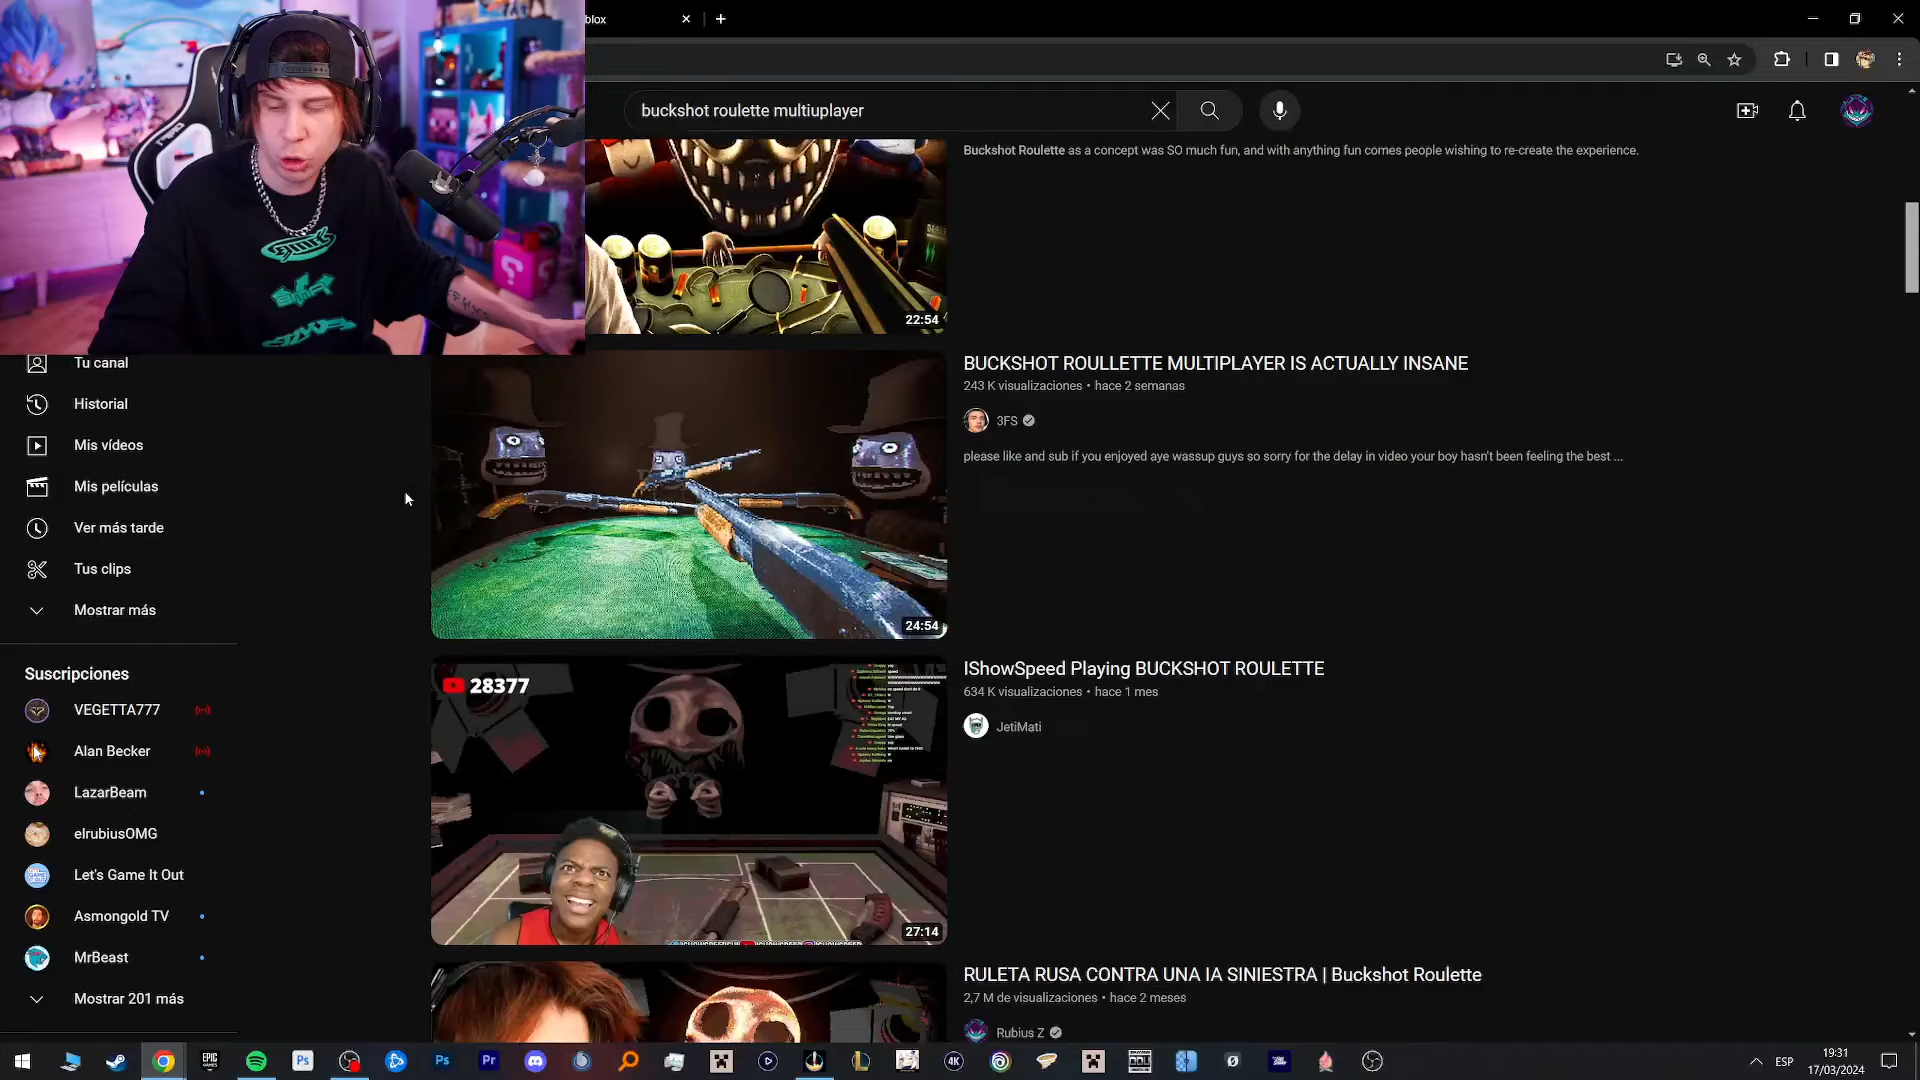 blox
buckshot roulette multiuplayer
Buckshot Roulette as a concept was SO much fun, and with anything fun comes people wishing to re-create the experience.
22:54
Tu canal
Historial
Mis vídeos
Mis películas
Ver más tarde
Tus clips
Mostrar más
Suscripciones
VEGETTA777
Alan Becker
LazarBeam
elrubiusOMG
Let's Game It Out
Asmongold TV
MrBeast
Mostrar 201 más
BUCKSHOT ROULLETTE MULTIPLAYER IS ACTUALLY INSANE
243 K visualizaciones • hace 2 semanas
3FS
please like and sub if you enjoyed aye wassup guys so sorry for the delay in video your boy hasn't been feeling the best ...
24:54
28377
27:14
IShowSpeed Playing BUCKSHOT ROULETTE
634 K visualizaciones • hace 1 mes
JetiMati
RULETA RUSA CONTRA UNA IA SINIESTRA | Buckshot Roulette
2,7 M de visualizaciones • hace 2 meses
Rubius Z
EPIC
GAMES
Ps
Ps
Pr
4K
ESP
19:31
17/03/2024